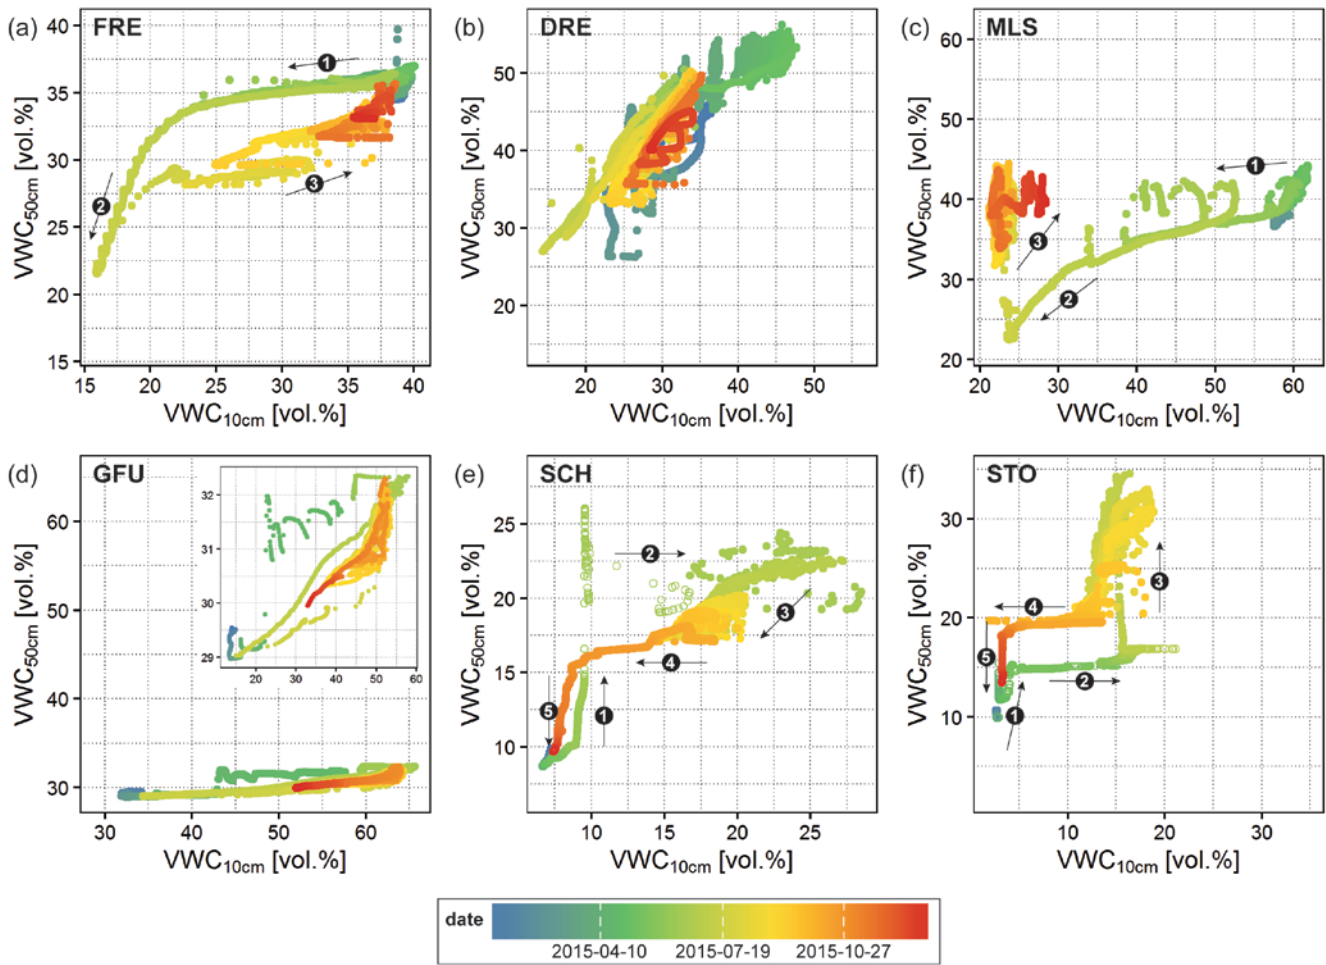 (a) FRE
40
35
30
25
20
15
15 20 25 30 35 40
VWC50cm [vol.%]
VWC10cm [vol.%]
1
2
3
(b) DRE
50
40
30
20
20 30 40 50
VWC50cm [vol.%]
VWC10cm [vol.%]
(c) MLS
60
50
40
30
20
20 30 40 50 60
VWC50cm [vol.%]
VWC10cm [vol.%]
1
3
2
(d) GFU
60
50
40
30
30 40 50 60
VWC50cm [vol.%]
VWC10cm [vol.%]
32
31
30
29
20 30 40 50 60
(e) SCH
25
20
15
10
10 15 20 25
VWC50cm [vol.%]
VWC10cm [vol.%]
2
3
4
5
1
(f) STO
30
20
10
10 20 30
VWC50cm [vol.%]
VWC10cm [vol.%]
3
4
5
2
1
date
2015-04-10 2015-07-19 2015-10-27